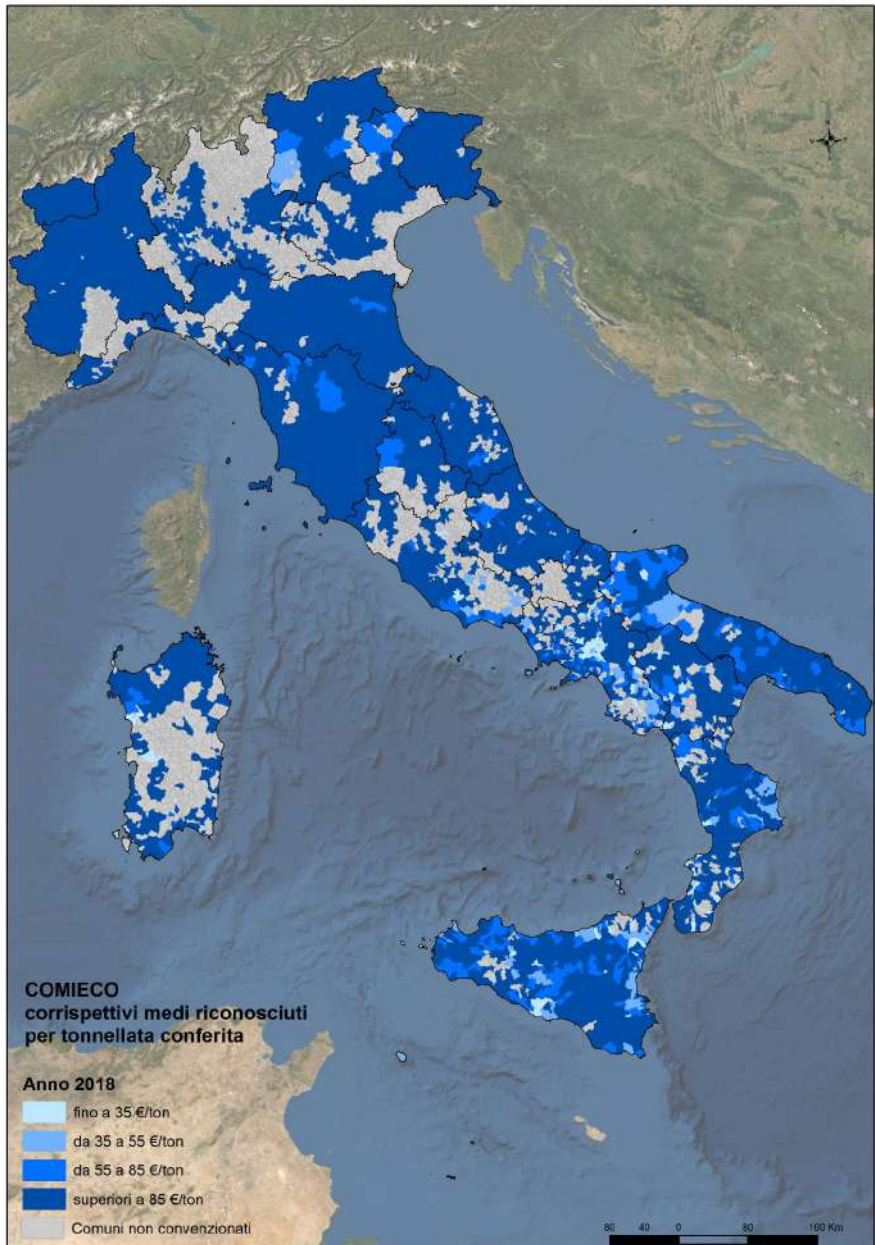 COMIECO
corrispettivi medi riconosciuti
per tonnellata conferita
Anno 2018
fino a 35 €/ton
da 35 a 55 €/ton
da 55 a 85 €/ton
superiori a 85 €/ton
Comuni non convenzionati
80 40 0 80 160 Km